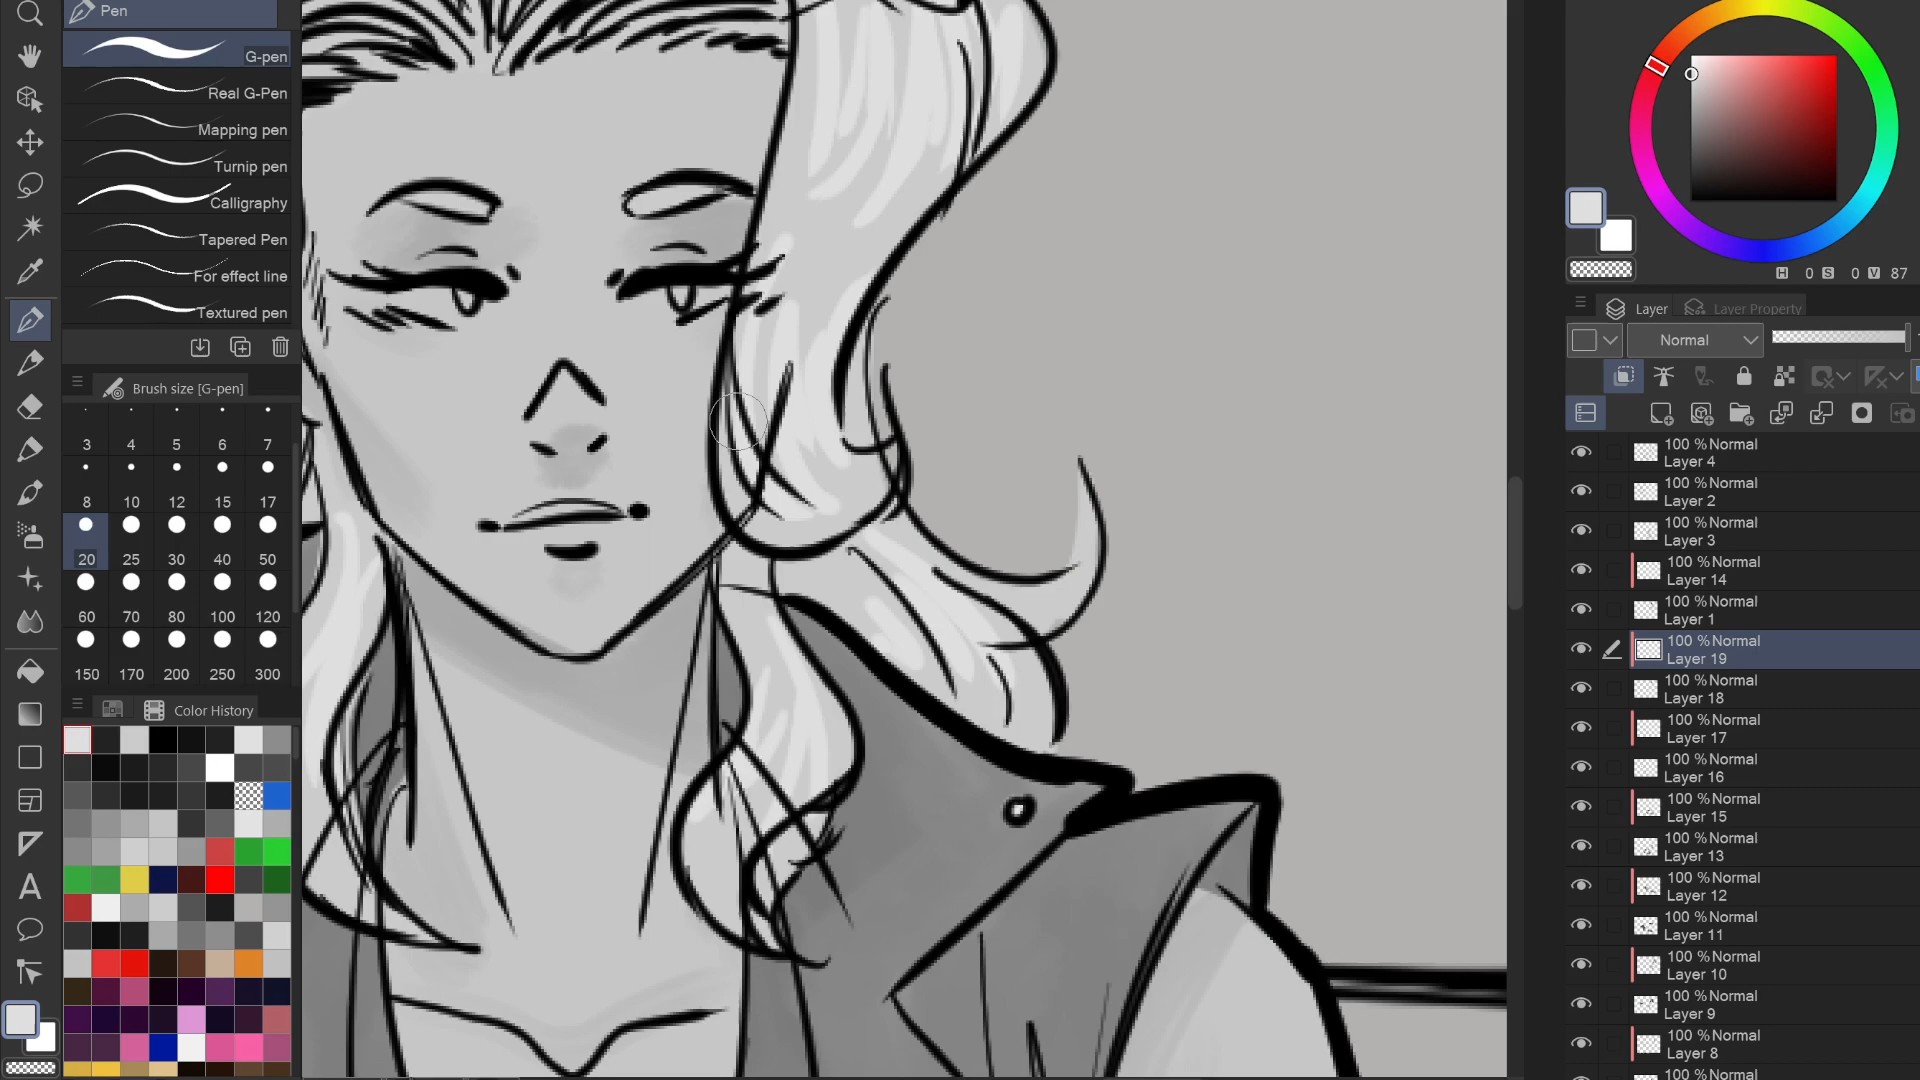 Pen
G-pen
Real G-Pen
Mapping pen
Turnip pen
Calligraphy
Tapered Pen
For effect line
Textured pen
Brush size [G-pen]
3 4 5 6 7
8 10 12 15 17
20 25 30 40 50
60 70 80 100 120
150 170 200 250 300
Color History
H 0 S 0 V 87
Layer Layer Property
Normal
100 %Normal
Layer 4
100 %Normal
Layer 2
100 %Normal
Layer 3
100 %Normal
Layer 14
100 %Normal
Layer 1
100 %Normal
Layer 19
100 %Normal
Layer 18
100 %Normal
Layer 17
100 %Normal
Layer 16
100 %Normal
Layer 15
100 %Normal
Layer 13
100 %Normal
Layer 12
100 %Normal
Layer 11
100 %Normal
Layer 10
100 %Normal
Layer 9
100 %Normal
Layer 8
100 %Normal